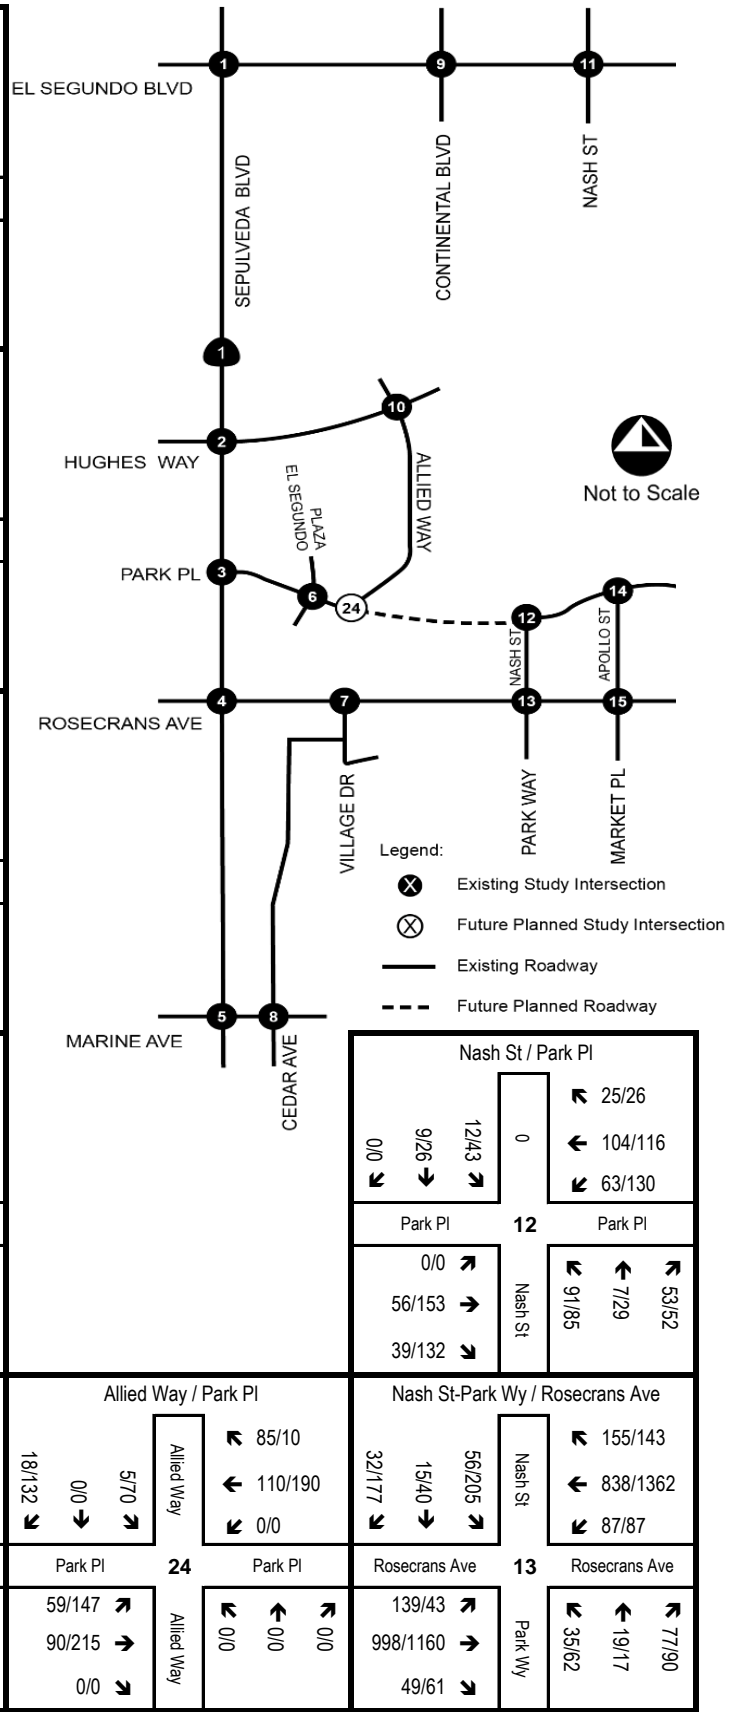 1
9
11
EL SEGUNDO BLVD
SEPULVEDA BLVD
CONTINENTAL BLVD
NASH ST
1
10
2
HUGHES WAY
ALLIED WAY
Not to Scale
PLAZA
EL SEGUNDO
3
PARK PL
6
24
12
14
NASH ST
APOLLO ST
4
7
13
15
ROSECRANS AVE
VILLAGE DR
PARK WAY
MARKET PL
Legend:
X Existing Study Intersection
X Future Planned Study Intersection
Existing Roadway
Future Planned Roadway
5
8
MARINE AVE
CEDAR AVE
Nash St / Park Pl
0/0
9/26
12/43
0
25/26
104/116
63/130
Park Pl
12
Park Pl
0/0
56/153
39/132
Nash St
91/85
7/29
53/52
Allied Way / Park Pl
18/132
0/0
5/70
Allied Way
85/10
110/190
0/0
Park Pl
24
Park Pl
59/147
90/215
0/0
Allied Way
0/0
0/0
0/0
Nash St-Park Wy / Rosecrans Ave
32/177
15/40
56/205
Nash St
155/143
838/1362
87/87
Rosecrans Ave
13
Rosecrans Ave
139/43
998/1160
49/61
Park Wy
35/62
19/17
77/90